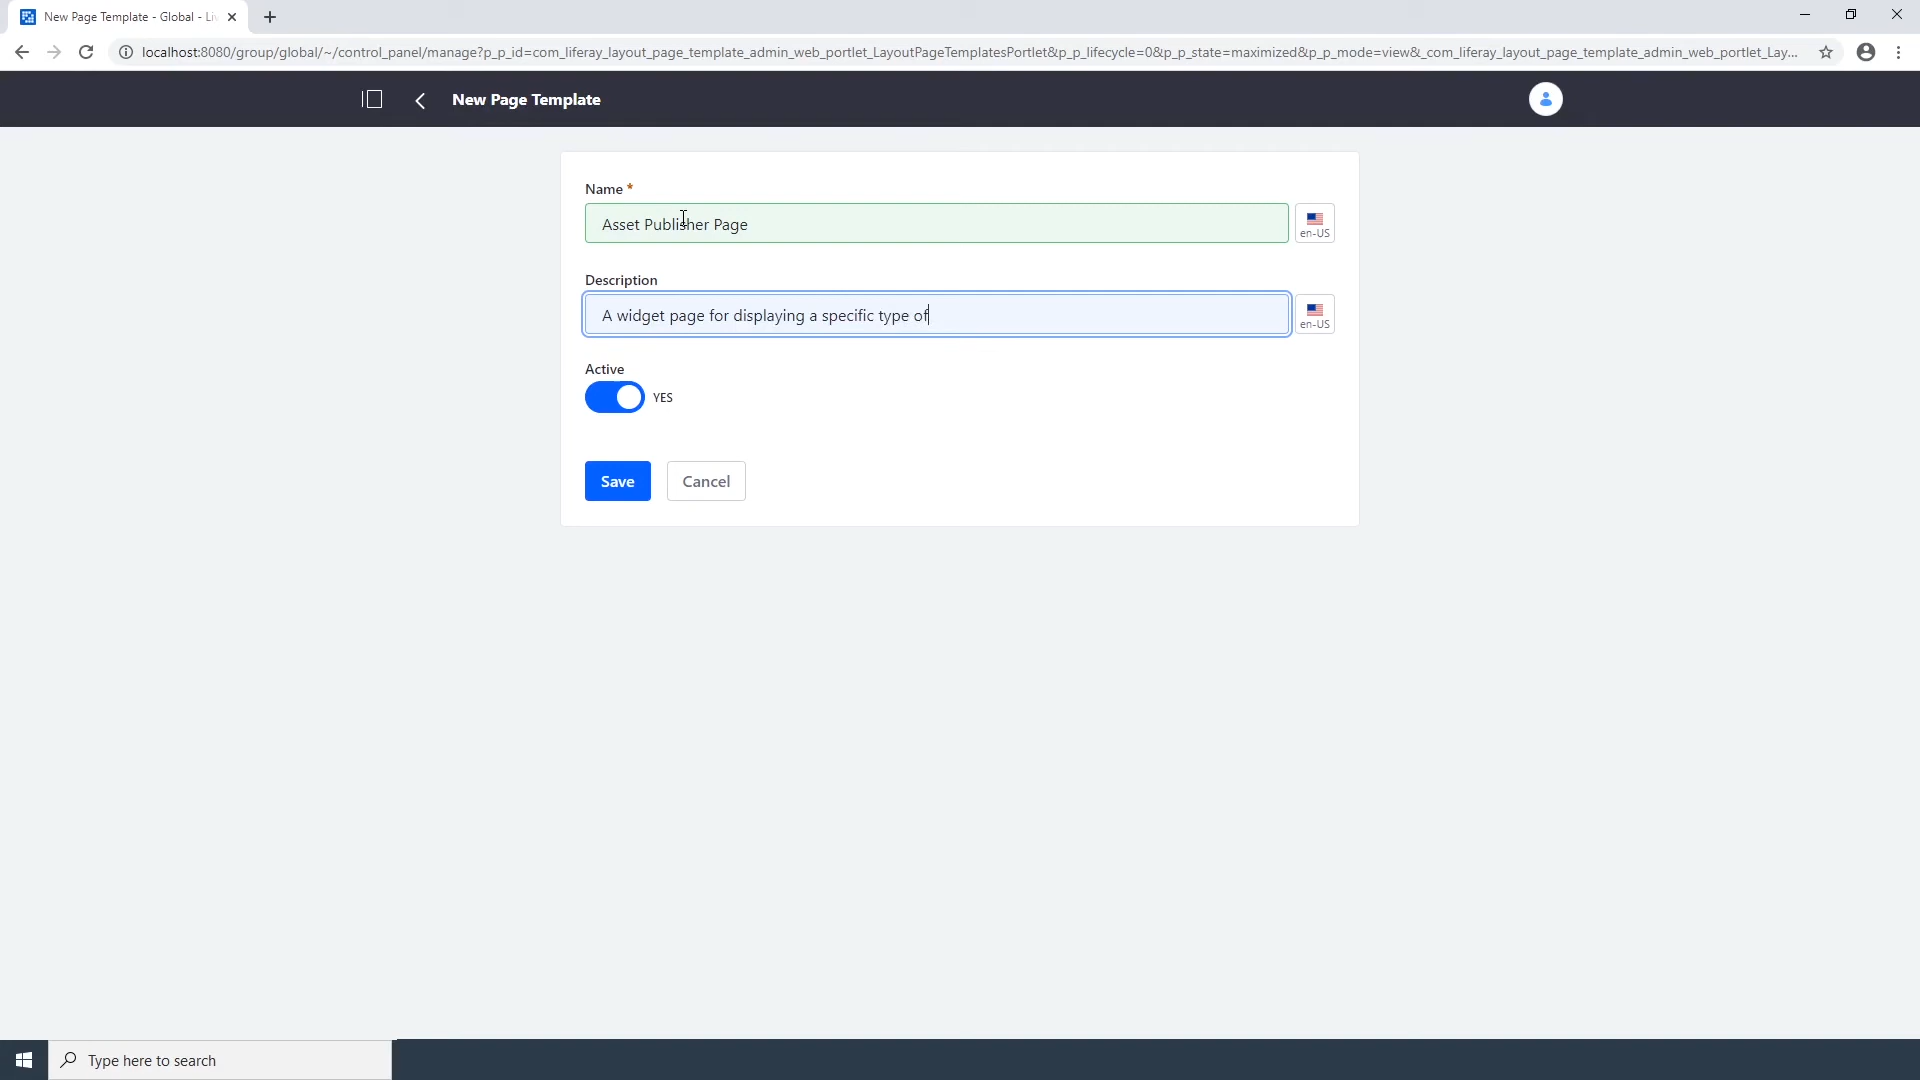 New Page Template - Global - Li
localhost:8080/group/global/~/control_panel/manage?p_p_id=com_liferay_layout_page_template_admin_web_portlet_LayoutPageTemplatesPortlet&p_p_lifecycle=0&p_p_state=maximized&p_p_mode=view&_com_liferay_layout_page_template_admin_web_portlet_Lay...
New Page Template
Name *
Asset Publisher Page
en-US
Description
A widget page for displaying a specific type of
en-US
Active
YES
Save
Cancel
Type here to search